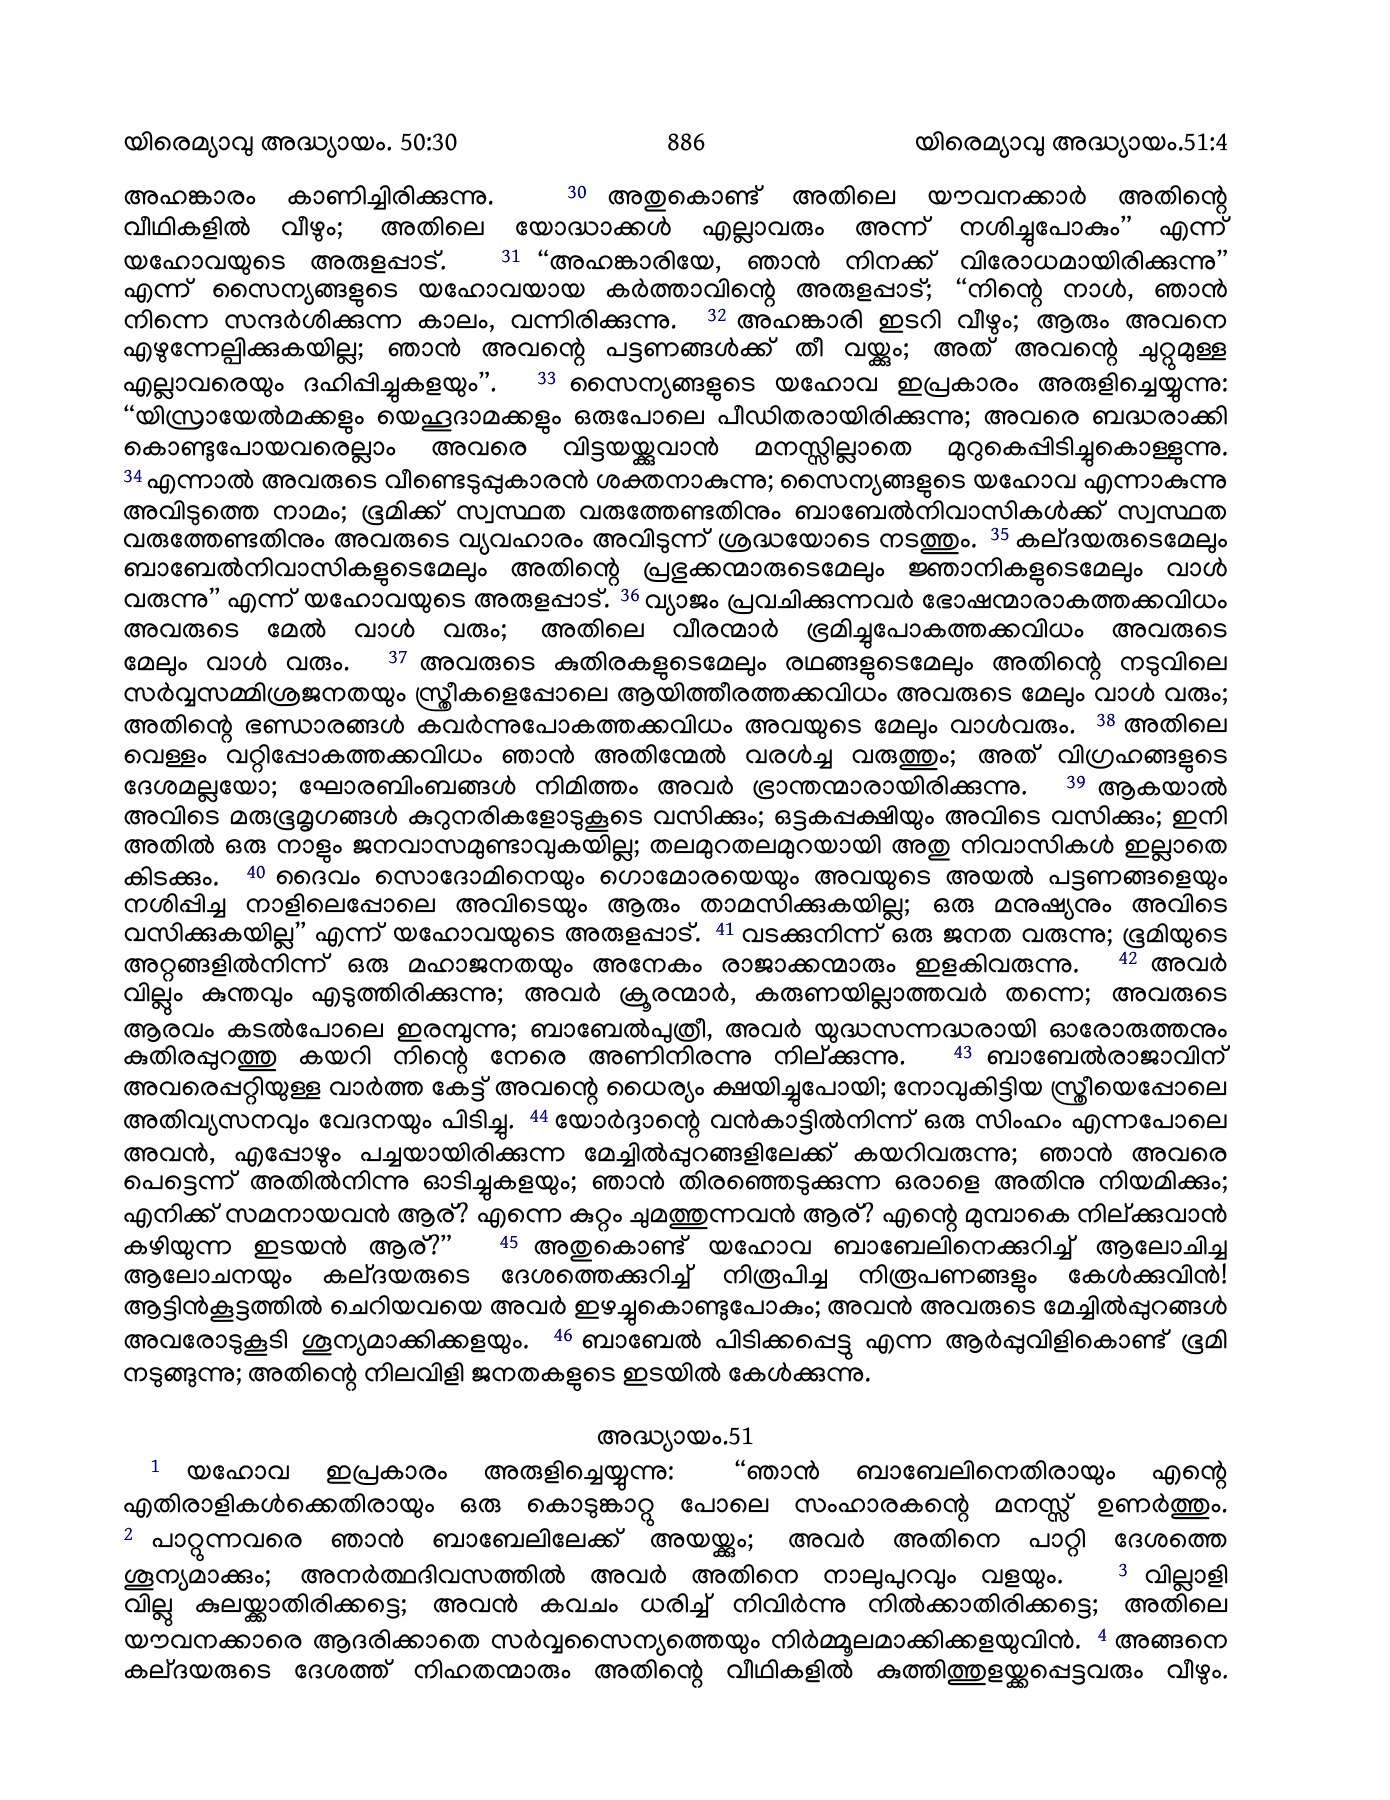 യിരെമ്യാവു അദ്ധ്യായം. 50:30 886 യിരെമ്യാവു അദ്ധ്യായം.51:4
അഹങ്കാരം കാണിച്ചിരിക്കുന്നു. 30 അതുകൊണ്ട് അതിലെ യൗവനക്കാർ അതിന്റെ
വീഥികളിൽ വീഴും; അതിലെ യോദ്ധാക്കൾ എല്ലാവരും അന്ന് നശിച്ചുപോകും” എന്ന്
യഹോവയുടെ അരുളപ്പാട്. 31 “അഹങ്കാരിയേ, ഞാൻ നിനക്ക് വിരോധമായിരിക്കുന്നു”
എന്ന് സൈന്യങ്ങളുടെ യഹോവയായ കർത്താവിന്റെ അരുളപ്പാട്; “നിന്റെ നാൾ, ഞാൻ
നിന്നെ സന്ദർശിക്കുന്ന കാലം, വന്നിരിക്കുന്നു. 32 അഹങ്കാരി ഇടറി വീഴും; ആരും അവനെ
എഴുന്നേല്പിക്കുകയില്ല; ഞാൻ അവന്റെ പട്ടണങ്ങൾക്ക് തീ വയ്ക്കും; അത് അവന്റെ ചുറ്റുമുള്ള
എല്ലാവരെയും ദഹിപ്പിച്ചുകളയും”. 33 സൈന്യങ്ങളുടെ യഹോവ ഇപ്രകാരം അരുളിച്ചെയ്യുന്നു:
“യിസ്രായേൽമക്കളും യെഹൂദാമക്കളും ഒരുപോലെ പീഡിതരായിരിക്കുന്നു; അവരെ ബദ്ധരാക്കി
കൊണ്ടുപോയവരെല്ലാം അവരെ വിട്ടയയ്ക്കുവാൻ മനസ്സില്ലാതെ മുറുകെപ്പിടിച്ചുകൊള്ളുന്നു.
34 എന്നാൽ അവരുടെ വീണ്ടെടുപ്പുകാരൻ ശക്തനാകുന്നു; സൈന്യങ്ങളുടെ യഹോവ എന്നാകുന്നു
അവിടുത്തെ നാമം; ഭൂമിക്ക് സ്വസ്ഥത വരുത്തേണ്ടതിനും ബാബേൽനിവാസികൾക്ക് സ്വസ്ഥത
വരുത്തേണ്ടതിനും അവരുടെ വ്യവഹാരം അവിടുന്ന് ശ്രദ്ധയോടെ നടത്തും. 35 കല്ദയരുടെമേലും
ബാബേൽനിവാസികളുടെമേലും അതിന്റെ പ്രഭുക്കന്മാരുടെമേലും ജ്ഞാനികളുടെമേലും വാൾ
വരുന്നു” എന്ന് യഹോവയുടെ അരുളപ്പാട്. 36 വ്യാജം പ്രവചിക്കുന്നവർ ഭോഷന്മാരാകത്തക്കവിധം
അവരുടെ മേൽ വാൾ വരും; അതിലെ വീരന്മാർ ഭ്രമിച്ചുപോകത്തക്കവിധം അവരുടെ
മേലും വാൾ വരും. 37 അവരുടെ കുതിരകളുടെമേലും രഥങ്ങളുടെമേലും അതിന്റെ നടുവിലെ
സർവ്വസമ്മിശ്രജനതയും സ്ത്രീകളെപ്പോലെ ആയിത്തീരത്തക്കവിധം അവരുടെ മേലും വാൾ വരും;
അതിന്റെ ഭണ്ഡാരങ്ങൾ കവർന്നുപോകത്തക്കവിധം അവയുടെ മേലും വാൾവരും. 38 അതിലെ
വെള്ളം വറ്റിപ്പോകത്തക്കവിധം ഞാൻ അതിന്മേൽ വരൾച്ച വരുത്തും; അത് വിഗ്രഹങ്ങളുടെ
ദേശമല്ലയോ; ഘോരബിംബങ്ങൾ നിമിത്തം അവർ ഭ്രാന്തന്മാരായിരിക്കുന്നു. 39 ആകയാൽ
അവിടെ മരുഭൂമൃഗങ്ങൾ കുറുനരികളോടുകൂടെ വസിക്കും; ഒട്ടകപ്പക്ഷിയും അവിടെ വസിക്കും; ഇനി
അതിൽ ഒരു നാളും ജനവാസമുണ്ടാവുകയില്ല; തലമുറതലമുറയായി അതു നിവാസികൾ ഇല്ലാതെ
കിടക്കും. 40 ദൈവം സൊദോമിനെയും ഗൊമോരയെയും അവയുടെ അയൽ പട്ടണങ്ങളെയും
നശിപ്പിച്ച നാളിലെപ്പോലെ അവിടെയും ആരും താമസിക്കുകയില്ല; ഒരു മനുഷ്യനും അവിടെ
വസിക്കുകയില്ല” എന്ന് യഹോവയുടെ അരുളപ്പാട്. 41 വടക്കുനിന്ന് ഒരു ജനത വരുന്നു; ഭൂമിയുടെ
അറ്റങ്ങളിൽനിന്ന് ഒരു മഹാജനതയും അനേകം രാജാക്കന്മാരും ഇളകിവരുന്നു. 42 അവർ
വില്ലും കുന്തവും എടുത്തിരിക്കുന്നു; അവർ ക്രൂരന്മാർ, കരുണയില്ലാത്തവർ തന്നെ; അവരുടെ
ആരവം കടൽപോലെ ഇരമ്പുന്നു; ബാബേൽപുത്രീ, അവർ യുദ്ധസന്നദ്ധരായി ഓരോരുത്തനും
കുതിരപ്പുറത്തു കയറി നിന്റെ നേരെ അണിനിരന്നു നില്ക്കുന്നു. 43 ബാബേൽരാജാവിന്
അവരെപ്പറ്റിയുള്ള വാർത്ത കേട്ട് അവന്റെ ധൈര്യം ക്ഷയിച്ചുപോയി; നോവുകിട്ടിയ സ്ത്രീയെപ്പോലെ
അതിവ്യസനവും വേദനയും പിടിച്ചു. 44 യോർദ്ദാന്റെ വൻകാട്ടിൽനിന്ന് ഒരു സിംഹം എന്നപോലെ
അവൻ, എപ്പോഴും പച്ചയായിരിക്കുന്ന മേച്ചിൽപ്പുറങ്ങളിലേക്ക് കയറിവരുന്നു; ഞാൻ അവരെ
പെട്ടെന്ന് അതിൽനിന്നു ഓടിച്ചുകളയും; ഞാൻ തിരഞ്ഞെടുക്കുന്ന ഒരാളെ അതിനു നിയമിക്കും;
എനിക്ക് സമനായവൻ ആര്? എന്നെ കുറ്റം ചുമത്തുന്നവൻ ആര്? എന്റെ മുമ്പാകെ നില്ക്കുവാൻ
കഴിയുന്ന ഇടയൻ ആര്?” 45 അതുകൊണ്ട് യഹോവ ബാബേലിനെക്കുറിച്ച് ആലോചിച്ച
ആലോചനയും കല്ദയരുടെ ദേശത്തെക്കുറിച്ച് നിരൂപിച്ച നിരൂപണങ്ങളും കേൾക്കുവിൻ!
ആട്ടിൻകൂട്ടത്തിൽ ചെറിയവയെ അവർ ഇഴച്ചുകൊണ്ടുപോകും; അവൻ അവരുടെ മേച്ചിൽപ്പുറങ്ങൾ
അവരോടുകൂടി ശൂന്യമാക്കിക്കളയും. 46 ബാബേൽ പിടിക്കപ്പെട്ടു എന്ന ആർപ്പുവിളികൊണ്ട് ഭൂമി
നടുങ്ങുന്നു; അതിന്റെ നിലവിളി ജനതകളുടെ ഇടയിൽ കേൾക്കുന്നു.
അദ്ധ്യായം.51
1 യഹോവ ഇപ്രകാരം അരുളിച്ചെയ്യുന്നു: “ഞാൻ ബാബേലിനെതിരായും എന്റെ
എതിരാളികൾക്കെതിരായും ഒരു കൊടുങ്കാറ്റു പോലെ സംഹാരകന്റെ മനസ്സ് ഉണർത്തും.
2 പാറ്റുന്നവരെ ഞാൻ ബാബേലിലേക്ക് അയയ്ക്കും; അവർ അതിനെ പാറ്റി ദേശത്തെ
ശൂന്യമാക്കും; അനർത്ഥദിവസത്തിൽ അവർ അതിനെ നാലുപുറവും വളയും. 3 വില്ലാളി
വില്ലു കുലയ്ക്കാതിരിക്കട്ടെ; അവൻ കവചം ധരിച്ച് നിവിർന്നു നിൽക്കാതിരിക്കട്ടെ; അതിലെ
യൗവനക്കാരെ ആദരിക്കാതെ സർവ്വസൈന്യത്തെയും നിർമ്മൂലമാക്കിക്കളയുവിൻ. 4 അങ്ങനെ
കല്ദയരുടെ ദേശത്ത് നിഹതന്മാരും അതിന്റെ വീഥികളിൽ കുത്തിത്തുളയ്ക്കപ്പെട്ടവരും വീഴും.